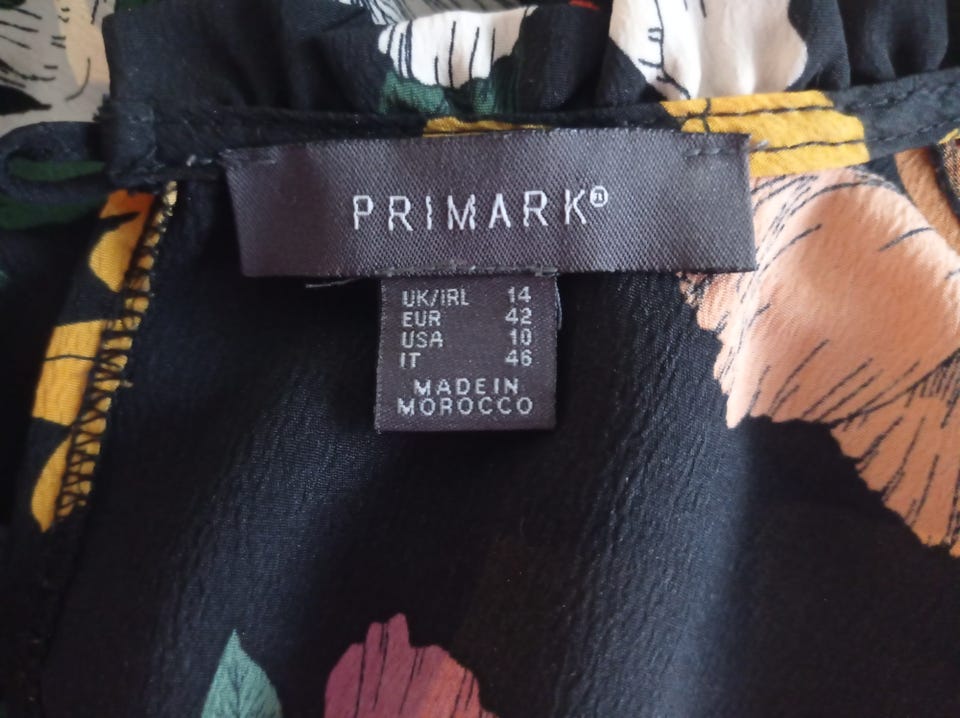 PRIMARK®
UK/IRL 14
EUR 42
USA 10
IT 46
MADE IN
MOROCCO